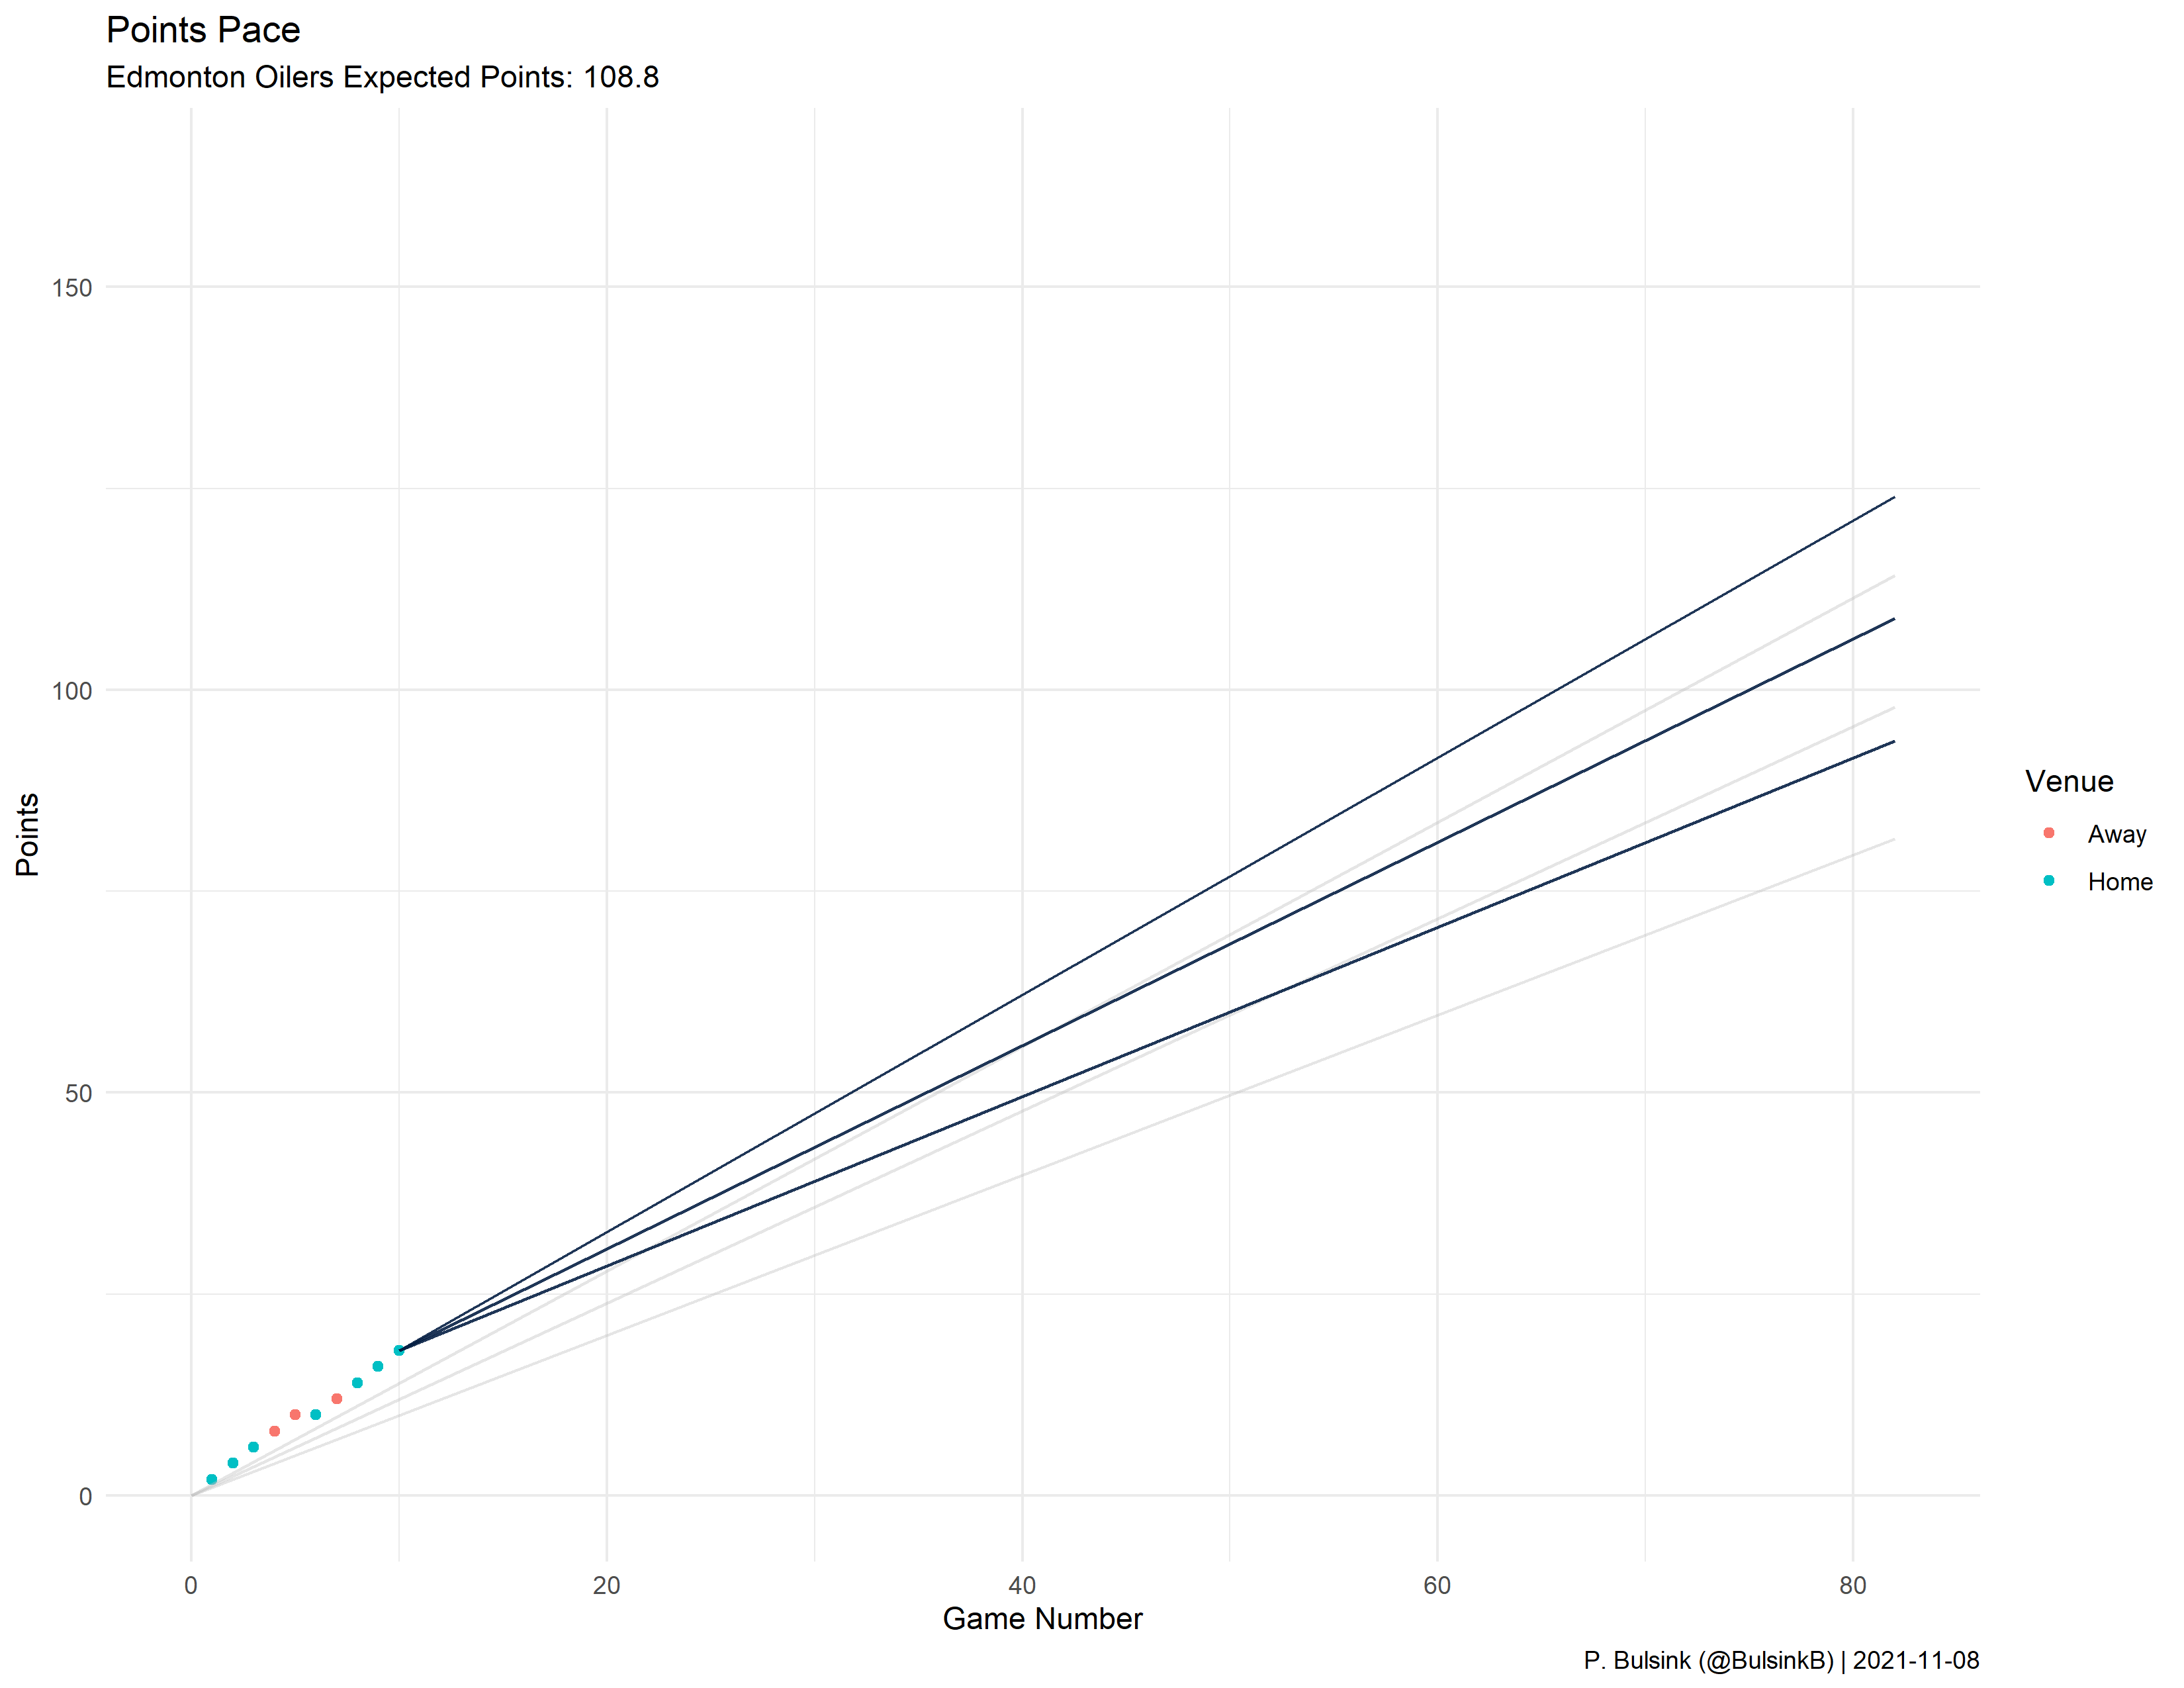 Points Pace
Edmonton Oilers Expected Points: 108.8
150
100
50
0
Points
0 20 40 60 80
Game Number
Venue
Away
Home
P. Bulsink (@BulsinkB) | 2021-11-08